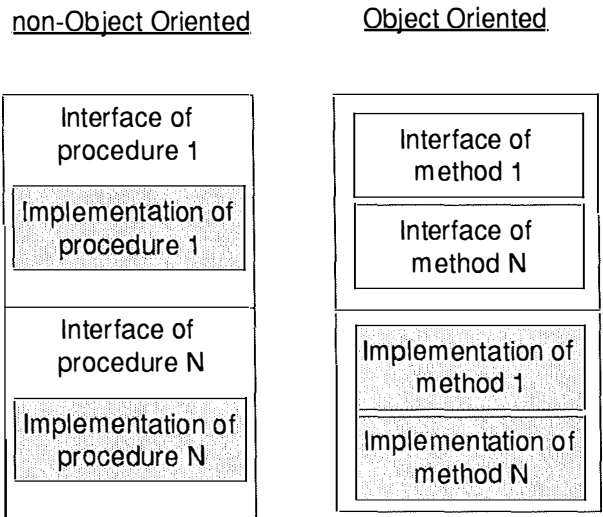 non-Object Oriented
Interface of
procedure 1
Implementation of
procedure 1
Interface of
procedure N
Implementation of
procedure N
Object Oriented
Interface of
method 1
Interface of
method N
Implementation of
method 1
Implementation of
method N